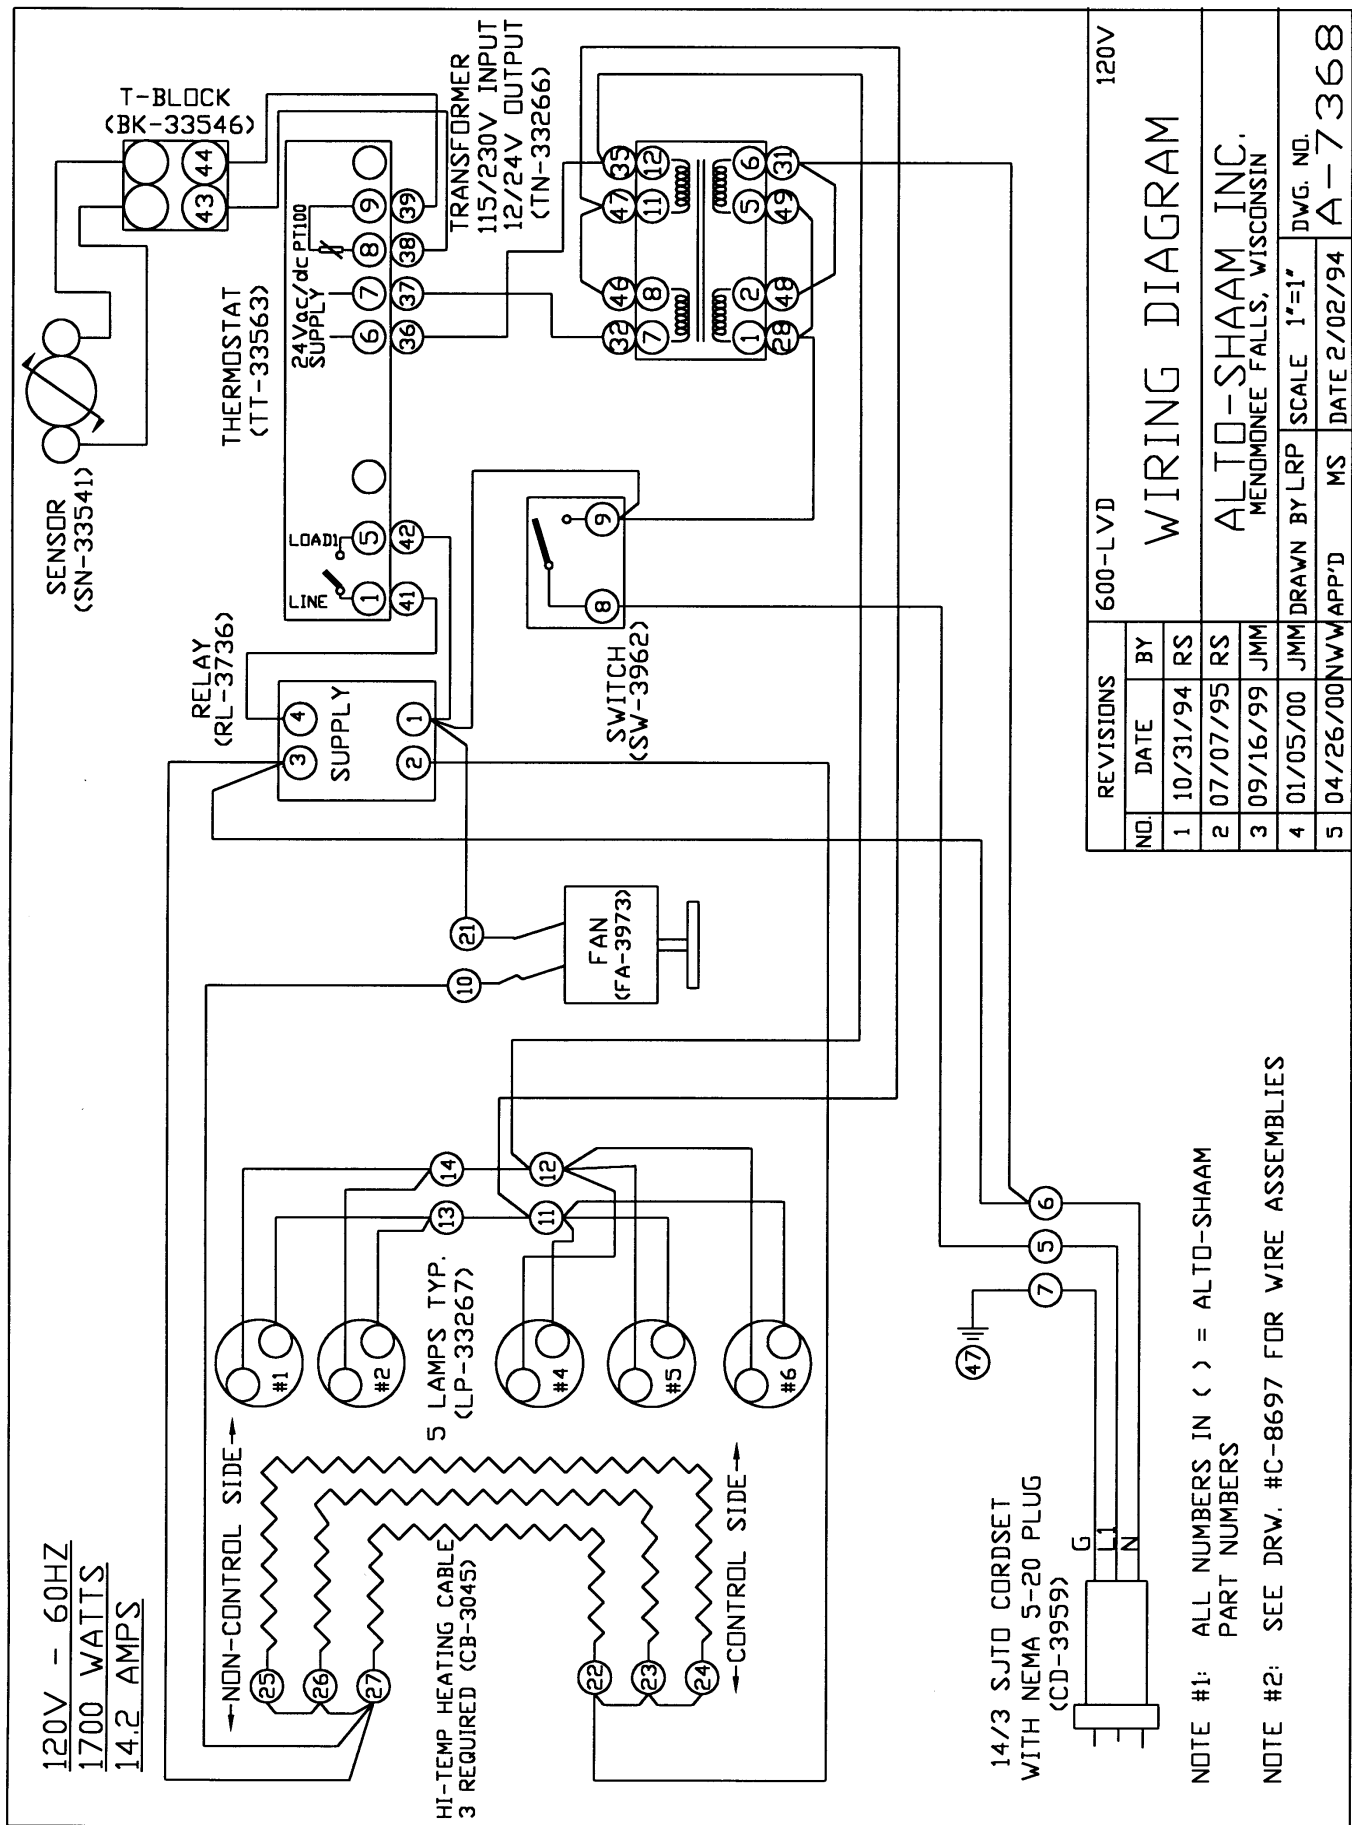 120V - 60HZ
1700 WATTS
14.2 AMPS
SENSOR
(SN-33541)
T-BLOCK
(BK-33546)
43
44
THERMOSTAT
(TT-33563)
LINE
LOAD1
24Vac/dc
SUPPLY
PT100
1
5
6
7
8
9
41
42
36
37
38
39
TRANSFORMER
115/230V INPUT
12/24V OUTPUT
(TN-33266)
32
46
47
35
7
8
11
12
1
2
5
6
28
48
49
31
RELAY
(RL-3736)
3
4
SUPPLY
2
1
SWITCH
(SW-3962)
8
9
10
21
FAN
(FA-3973)
←NON-CONTROL SIDE→
25
26
27
HI-TEMP HEATING CABLE
3 REQUIRED (CB-3045)
22
23
24
←CONTROL SIDE→
5 LAMPS TYP.
(LP-33267)
#1
#2
#4
#5
#6
13
14
11
12
47
7
5
6
14/3 SJTO CORDSET
WITH NEMA 5-20 PLUG
(CD-3959)
G
L1
N
NOTE #1: ALL NUMBERS IN ( ) = ALTO-SHAAM
PART NUMBERS
NOTE #2: SEE DRW. #C-8697 FOR WIRE ASSEMBLIES
REVISIONS
NO. DATE BY
1 10/31/94 RS
2 07/07/95 RS
3 09/16/99 JMM
4 01/05/00 JMM
5 04/26/00 NWW
600-LVD 120V
WIRING DIAGRAM
ALTO-SHAAM INC.
MENOMONEE FALLS, WISCONSIN
DRAWN BY LRP SCALE 1"=1" DWG. NO.
APP'D MS DATE 2/02/94 A-7368